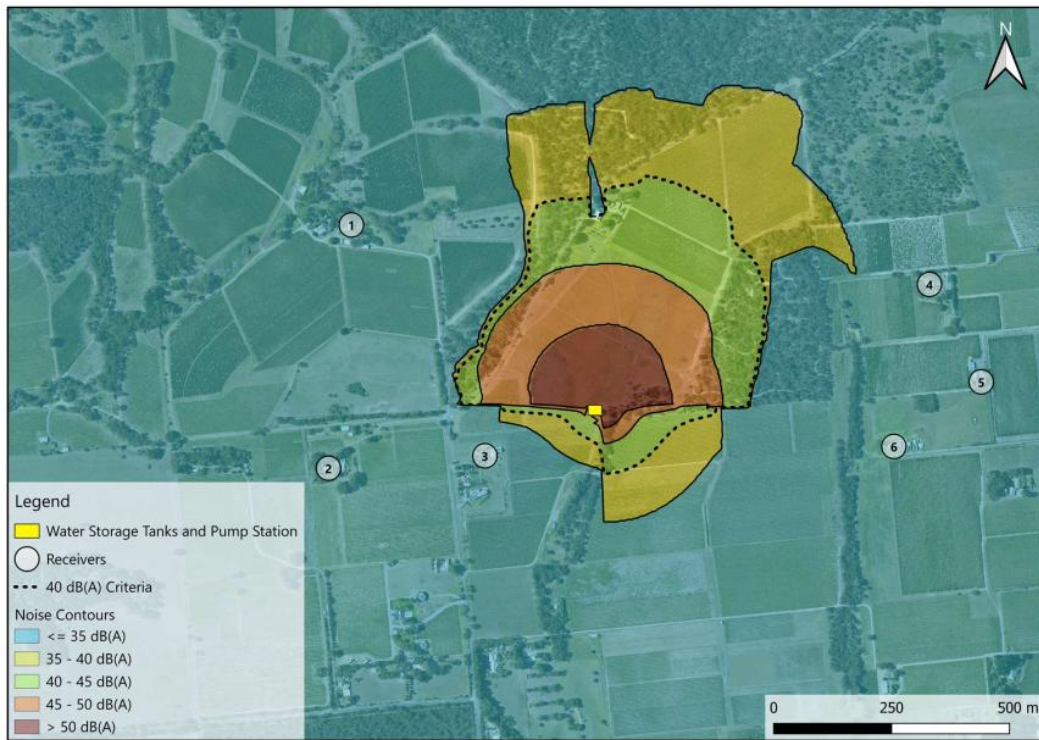 N
1
4
5
6
3
2
Legend
Water Storage Tanks and Pump Station
Receivers
40 dB(A) Criteria
Noise Contours
<= 35 dB(A)
35 - 40 dB(A)
40 - 45 dB(A)
45 - 50 dB(A)
> 50 dB(A)
0 250 500 m